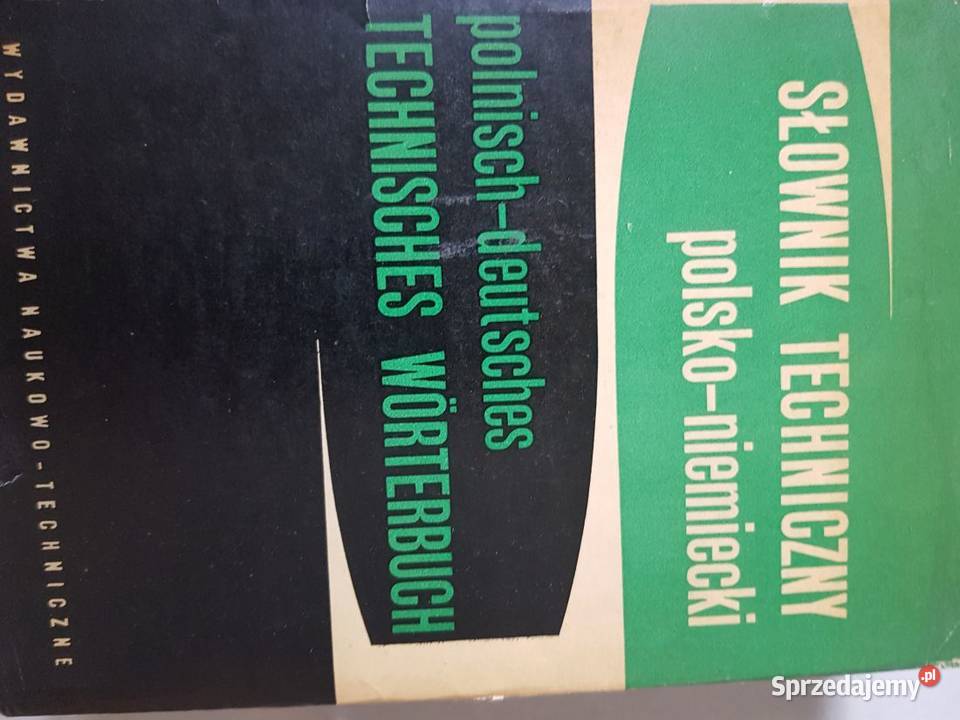 SŁOWNIK TECHNICZNY
polsko-niemiecki
polnisch-deutsches
TECHNISCHES WÖRTERBUCH
WYDAWNICTWA NAUKOWO-TECHNICZNE
Sprzedajemy.pl